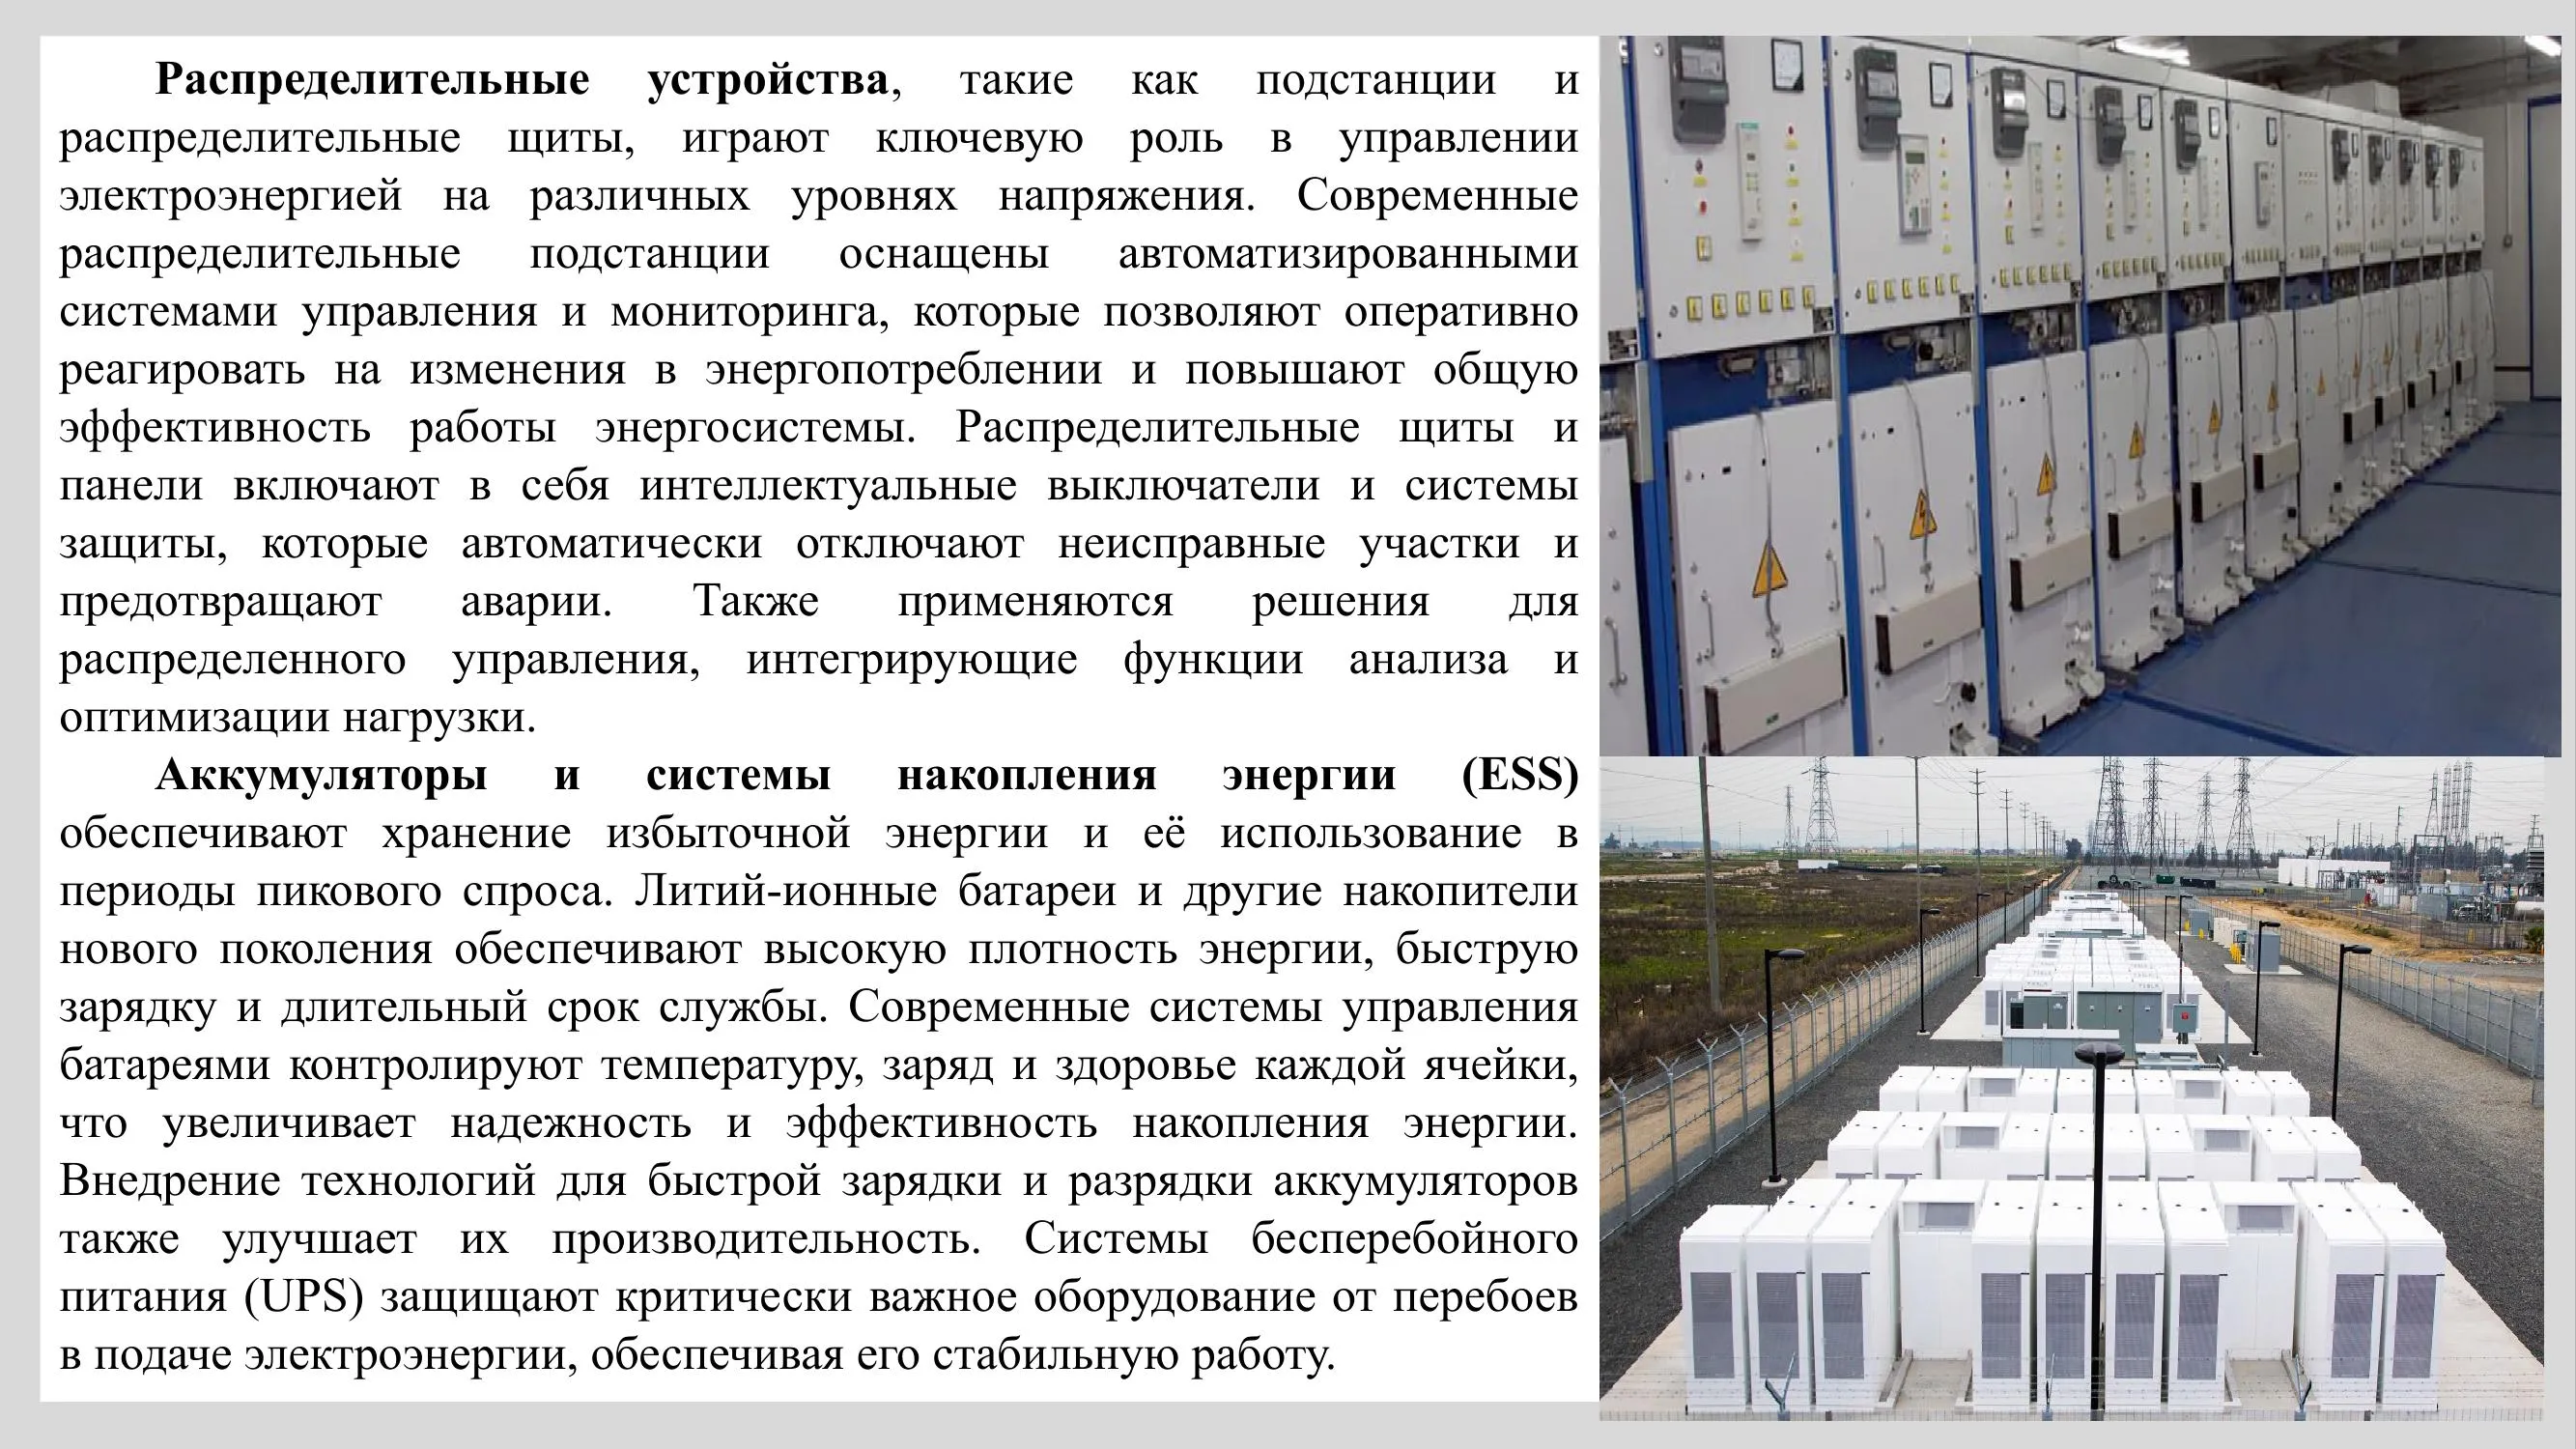 Распределительные устройства, такие как подстанции и
распределительные щиты, играют ключевую роль в управлении
электроэнергией на различных уровнях напряжения. Современные
распределительные подстанции оснащены автоматизированными
системами управления и мониторинга, которые позволяют оперативно
реагировать на изменения в энергопотреблении и повышают общую
эффективность работы энергосистемы. Распределительные щиты и
панели включают в себя интеллектуальные выключатели и системы
защиты, которые автоматически отключают неисправные участки и
предотвращают аварии. Также применяются решения для
распределенного управления, интегрирующие функции анализа и
оптимизации нагрузки.
Аккумуляторы и системы накопления энергии (ESS)
обеспечивают хранение избыточной энергии и её использование в
периоды пикового спроса. Литий-ионные батареи и другие накопители
нового поколения обеспечивают высокую плотность энергии, быструю
зарядку и длительный срок службы. Современные системы управления
батареями контролируют температуру, заряд и здоровье каждой ячейки,
что увеличивает надежность и эффективность накопления энергии.
Внедрение технологий для быстрой зарядки и разрядки аккумуляторов
также улучшает их производительность. Системы бесперебойного
питания (UPS) защищают критически важное оборудование от перебоев
в подаче электроэнергии, обеспечивая его стабильную работу.